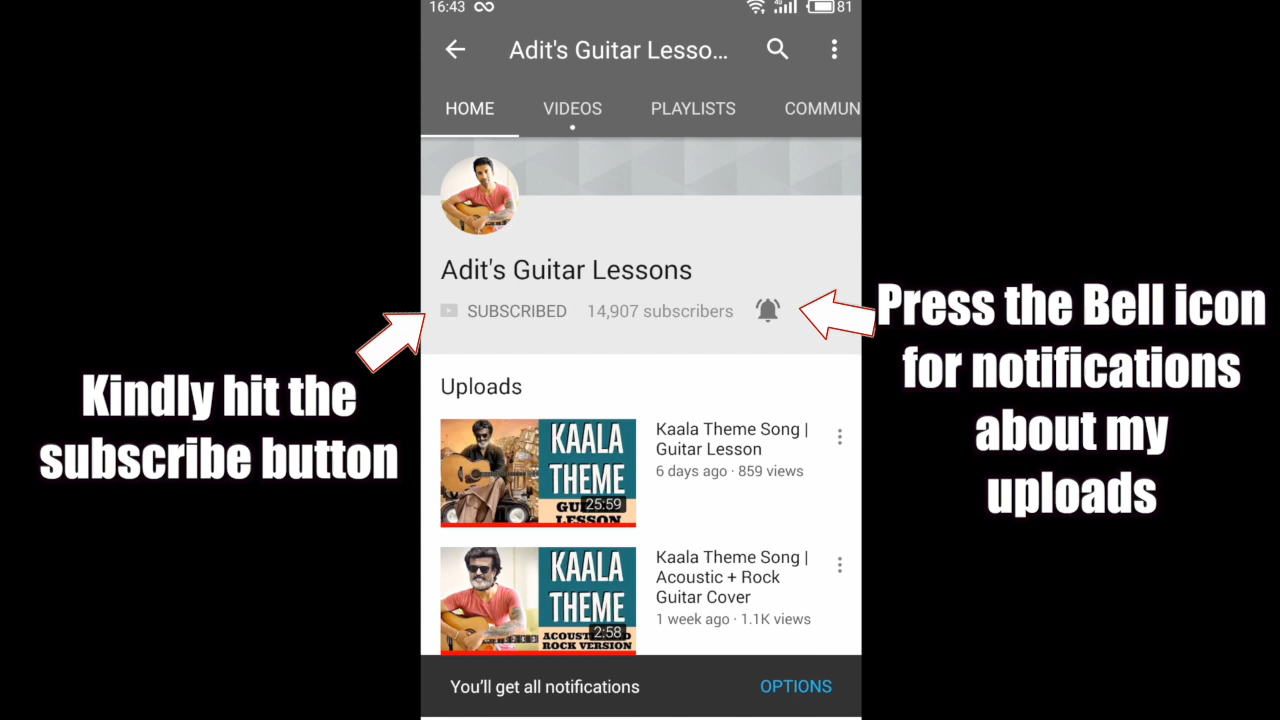 16:43
4G
81
Adit's Guitar Lesso...
HOME VIDEOS PLAYLISTS COMMUN
Adit's Guitar Lessons
SUBSCRIBED 14,907 subscribers
Kindly hit the
subscribe button
Press the Bell icon
for notifications
about my
uploads
Uploads
KAALA
THEME
GUITAR
LESSON
25:59
Kaala Theme Song |
Guitar Lesson
6 days ago · 859 views
KAALA
THEME
ROCK VERSION
2:58
Kaala Theme Song |
Acoustic + Rock
Guitar Cover
1 week ago · 1.1K views
You'll get all notifications
OPTIONS